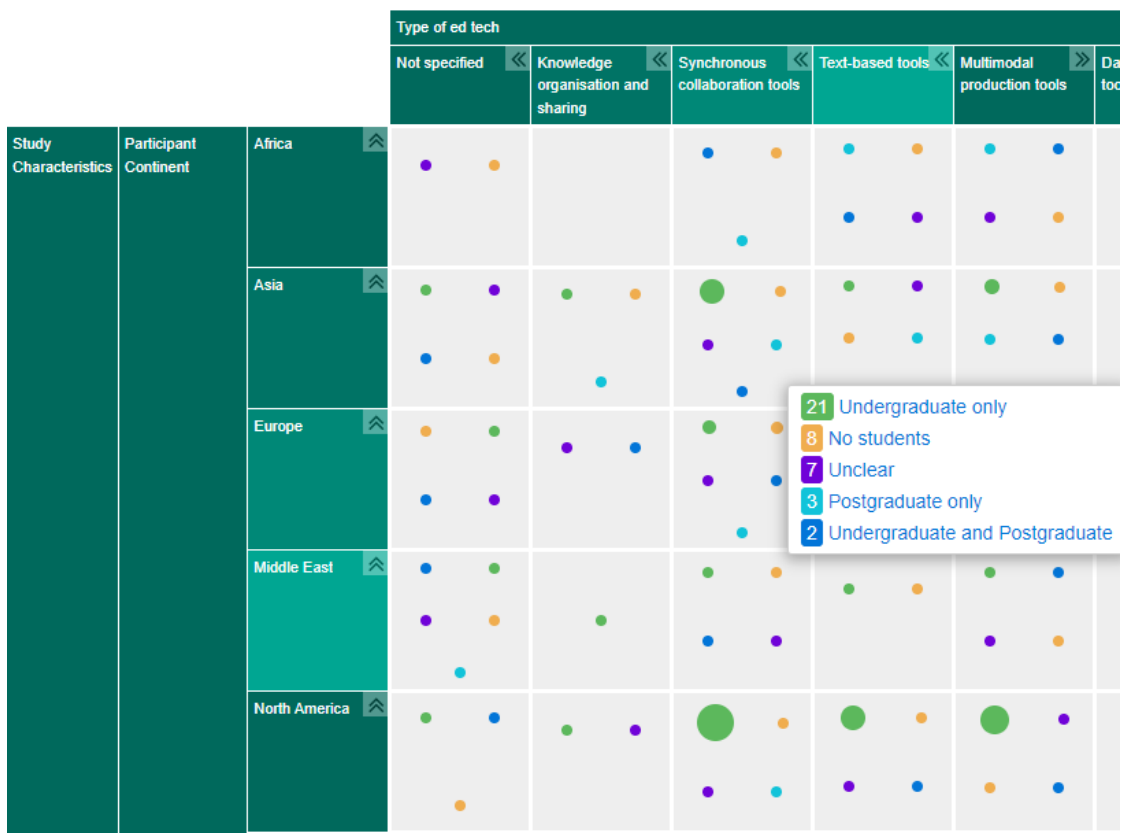 Type of ed tech
Not specified
Knowledge
organisation and
sharing
Synchronous
collaboration tools
Text-based tools
Multimodal
production tools
Da
too
Study
Characteristics
Participant
Continent
Africa
Asia
21 Undergraduate only
8 No students
7 Unclear
3 Postgraduate only
2 Undergraduate and Postgraduate
Europe
Middle East
North America